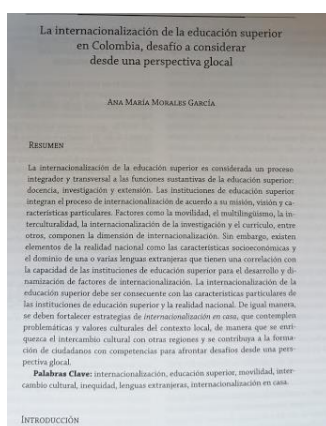 La internacionalización de la educación superior
en Colombia, desafío a considerar
desde una perspectiva glocal
ANA MARÍA MORALES GARCÍA
RESUMEN
La internacionalización de la educación superior es considerada un proceso
integrador y transversal a las funciones sustantivas de la educación superior:
docencia, investigación y extensión. Las instituciones de educación superior
integran el proceso de internacionalización de acuerdo a su misión, visión y ca-
racterísticas particulares. Factores como la movilidad, el multilingüismo, la in-
terculturalidad, la internacionalización de la investigación y el currículo, entre
otros, componen la dimensión de internacionalización. Sin embargo, existen
elementos de la realidad nacional como las características socioeconómicas y
el dominio de una o varias lenguas extranjeras que tienen una correlación con
la capacidad de las instituciones de educación superior para el desarrollo y di-
namización de factores de internacionalización. La internacionalización de la
educación superior debe ser consecuente con las características particulares de
las instituciones de educación superior y la realidad nacional. De igual manera,
se deben fortalecer estrategias de internacionalización en casa, que contemplen
problemáticas y valores culturales del contexto local, de manera que se enri-
quezca el intercambio cultural con otras regiones y se contribuya a la forma-
ción de ciudadanos con competencias para afrontar desafíos desde una pers-
pectiva glocal.
Palabras Clave: internacionalización, educación superior, movilidad, inter-
cambio cultural, inequidad, lenguas extranjeras, internacionalización en casa.
INTRODUCCIÓN